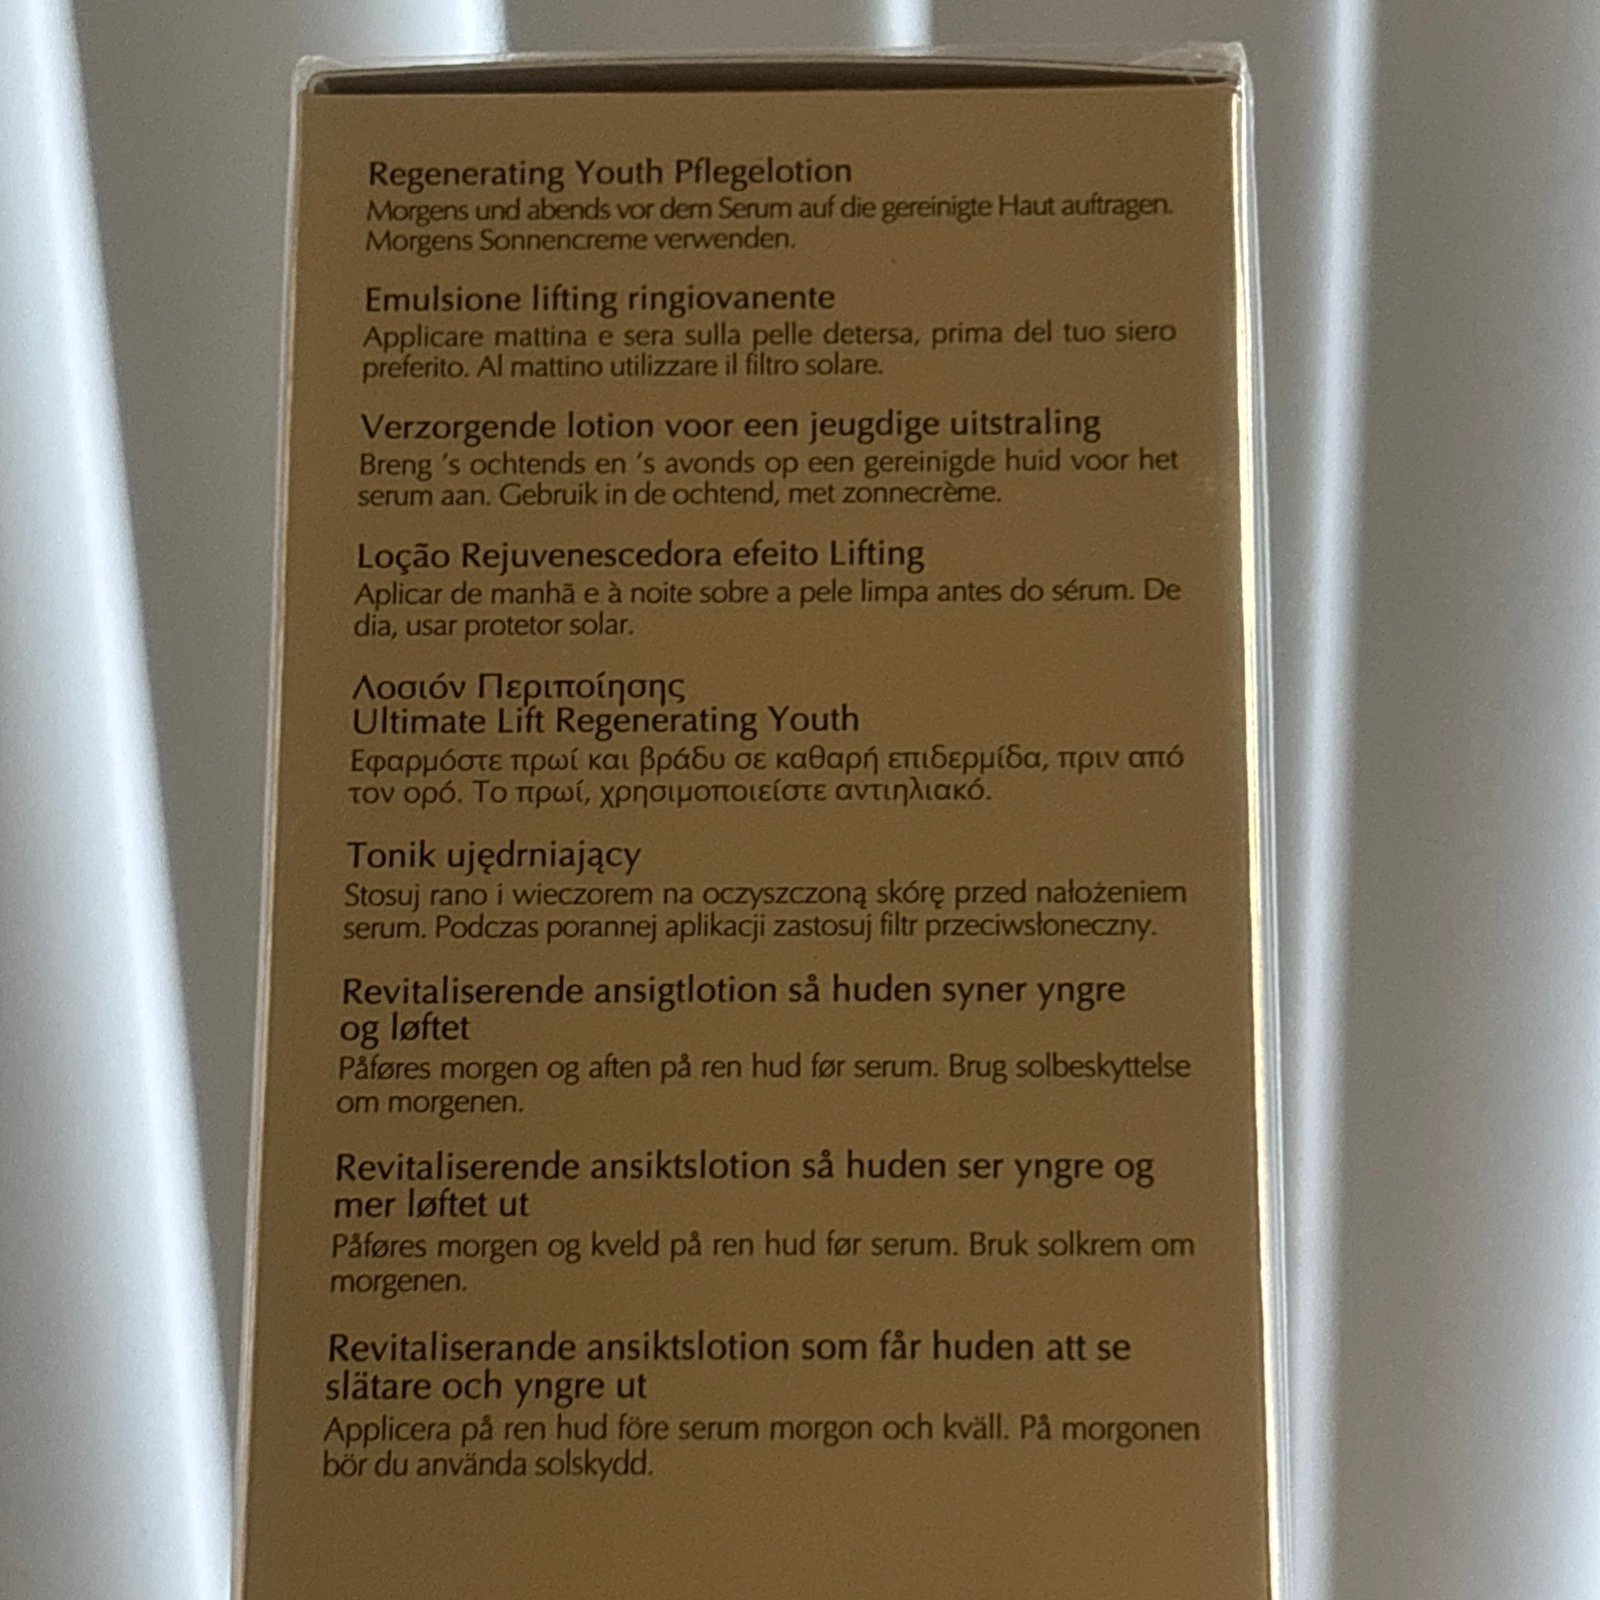 Regenerating Youth Pflegelotion
Morgens und abends vor dem Serum auf die gereinigte Haut auftragen.
Morgens Sonnencreme verwenden.
Emulsione lifting ringiovanente
Applicare mattina e sera sulla pelle detersa, prima del tuo siero
preferito. Al mattino utilizzare il filtro solare.
Verzorgende lotion voor een jeugdige uitstraling
Breng 's ochtends en 's avonds op een gereinigde huid voor het
serum aan. Gebruik in de ochtend, met zonnecrème.
Loção Rejuvenescedora efeito Lifting
Aplicar de manhã e à noite sobre a pele limpa antes do sérum. De
dia, usar protetor solar.
Λοσιόν Περιποίησης
Ultimate Lift Regenerating Youth
Εφαρμόστε πρωί και βράδυ σε καθαρή επιδερμίδα, πριν από
τον ορό. Το πρωί, χρησιμοποιείστε αντιηλιακό.
Tonik ujędrniający
Stosuj rano i wieczorem na oczyszczoną skórę przed nałożeniem
serum. Podczas porannej aplikacji zastosuj filtr przeciwsłoneczny.
Revitaliserende ansigtlotion så huden syner yngre
og løftet
Påføres morgen og aften på ren hud før serum. Brug solbeskyttelse
om morgenen.
Revitaliserende ansiktslotion så huden ser yngre og
mer løftet ut
Påføres morgen og kveld på ren hud før serum. Bruk solkrem om
morgenen.
Revitaliserande ansiktslotion som får huden att se
slätare och yngre ut
Applicera på ren hud före serum morgon och kväll. På morgonen
bör du använda solskydd.